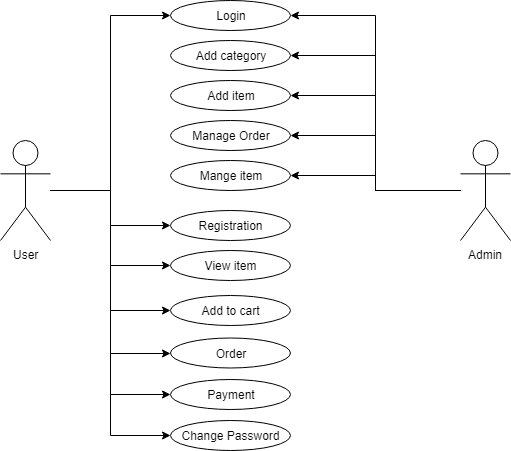 Login
Add category
Add item
Manage Order
Mange item
User
Admin
Registration
View item
Add to cart
Order
Payment
Change Password